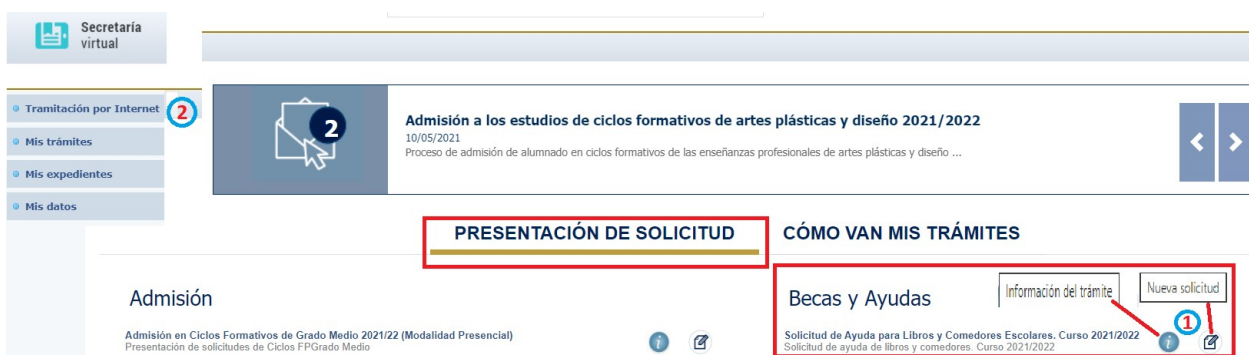 Secretaría
virtual
Tramitación por Internet
2
Mis trámites
Mis expedientes
Mis datos
2
Admisión a los estudios de ciclos formativos de artes plásticas y diseño 2021/2022
10/05/2021
Proceso de admisión de alumnado en ciclos formativos de las enseñanzas profesionales de artes plásticas y diseño ...
PRESENTACIÓN DE SOLICITUD
CÓMO VAN MIS TRÁMITES
Admisión
Admisión en Ciclos Formativos de Grado Medio 2021/22 (Modalidad Presencial)
Presentación de solicitudes de Ciclos FPGrado Medio
i
Becas y Ayudas
Información del trámite
Nueva solicitud
1
Solicitud de Ayuda para Libros y Comedores Escolares. Curso 2021/2022
Solicitud de ayuda de libros y comedores. Curso 2021/2022
i